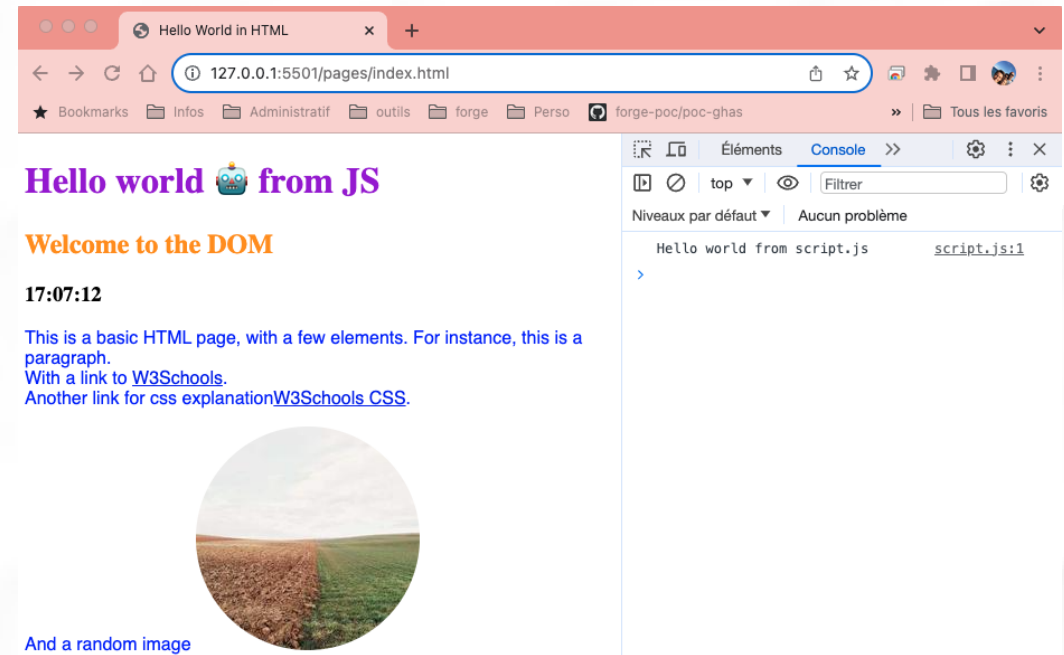 Hello World in HTML
127.0.0.1:5501/pages/index.html
Bookmarks Infos Administratif outils forge Perso forge-poc/poc-ghas » Tous les favoris
Hello world 🤖 from JS
Welcome to the DOM
17:07:12
This is a basic HTML page, with a few elements. For instance, this is a
paragraph.
With a link to W3Schools.
Another link for css explanationW3Schools CSS.
And a random image
Éléments Console
top Filtrer
Niveaux par défaut Aucun problème
Hello world from script.js script.js:1